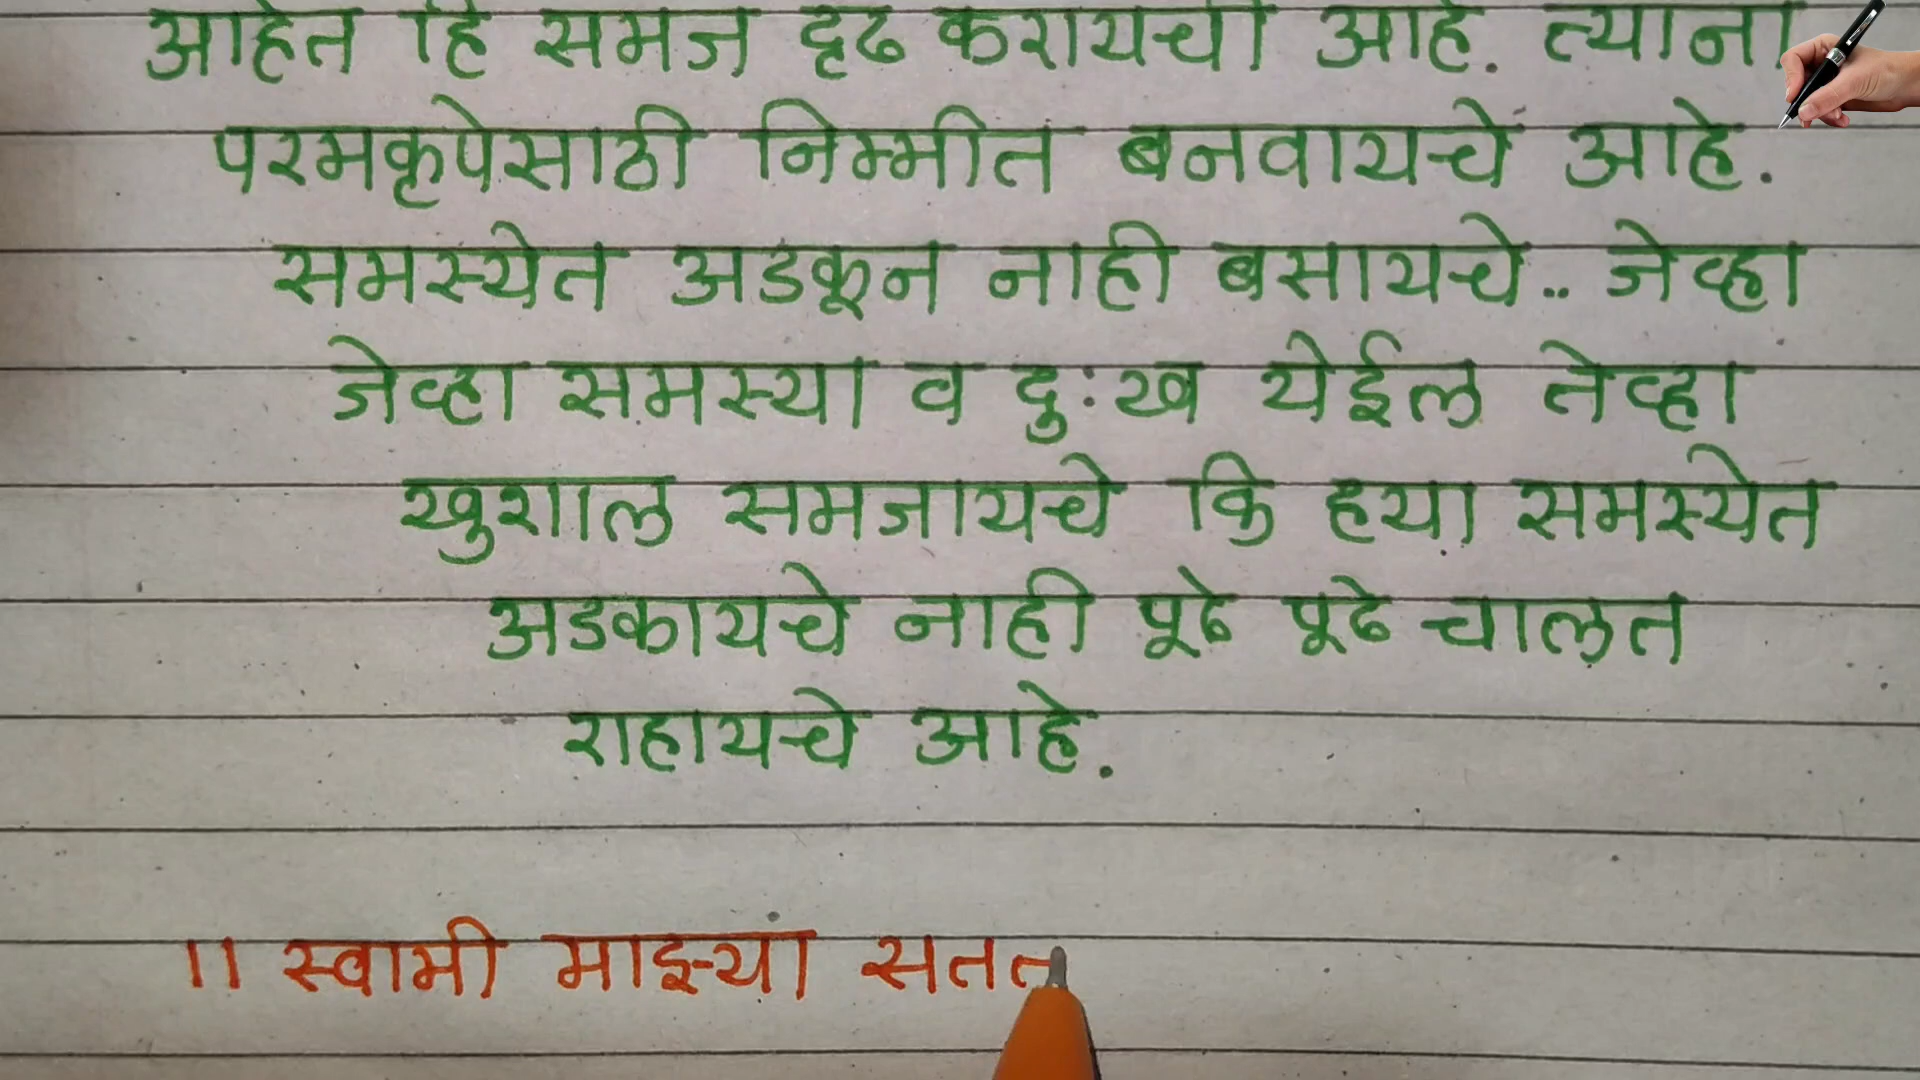 आहेत हि समज दृढ करायची आहे. त्यांना
परमकृपेसाठी निम्मीत बनवायचे आहे.
समस्येत अडकून नाही बसायचे.. जेव्हा
जेव्हा समस्या व दुःख येईल तेव्हा
खुशाल समजायचे कि हया समस्येत
अडकायचे नाही पूढे पूढे चालत
राहायचे आहे.
।। स्वामी माझ्या सतत